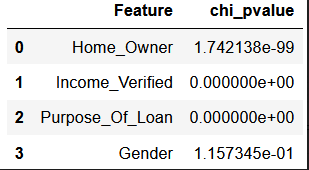 Feature chi_pvalue
0 Home_Owner 1.742138e-99
1 Income_Verified 0.000000e+00
2 Purpose_Of_Loan 0.000000e+00
3 Gender 1.157345e-01